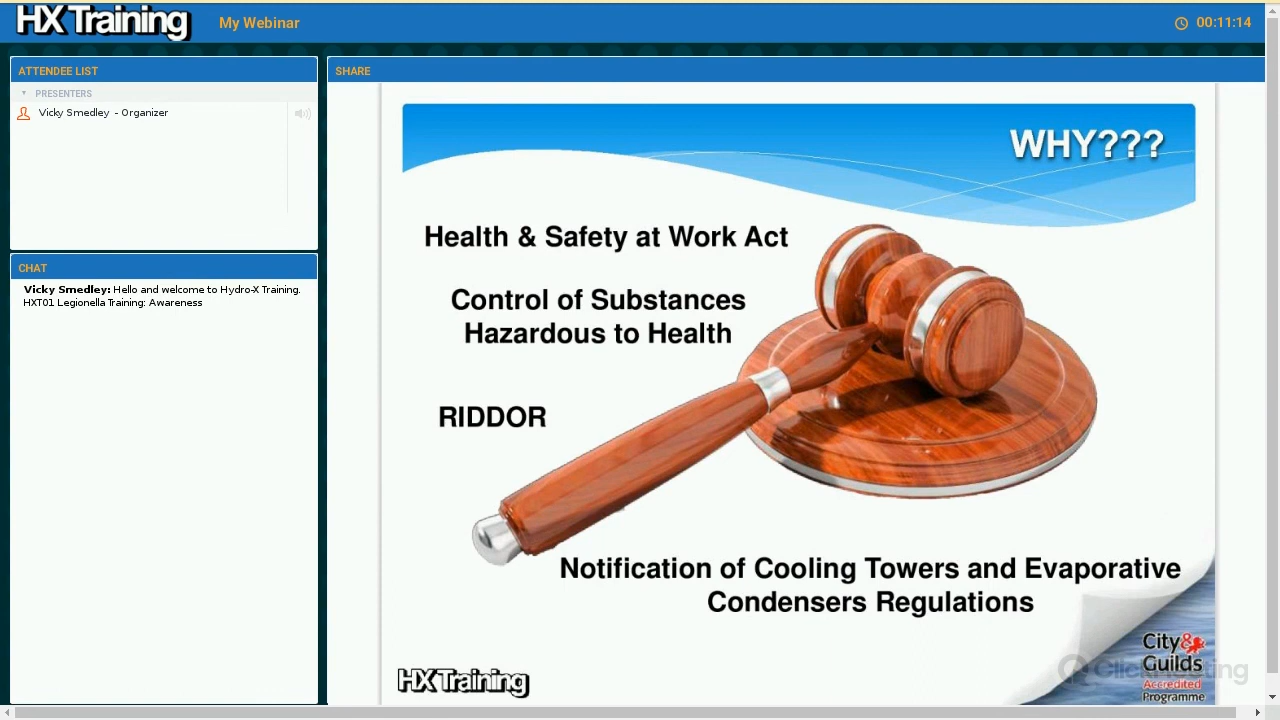 HX Training
My Webinar
00:11:14
ATTENDEE LIST
PRESENTERS
Vicky Smedley - Organizer
CHAT
Vicky Smedley: Hello and welcome to Hydro-X Training.
HXT01 Legionella Training: Awareness
SHARE
WHY???
Health & Safety at Work Act
Control of Substances
Hazardous to Health
RIDDOR
Notification of Cooling Towers and Evaporative
Condensers Regulations
HX Training
City&
Guilds
Accredited
Programme
ClickMeeting